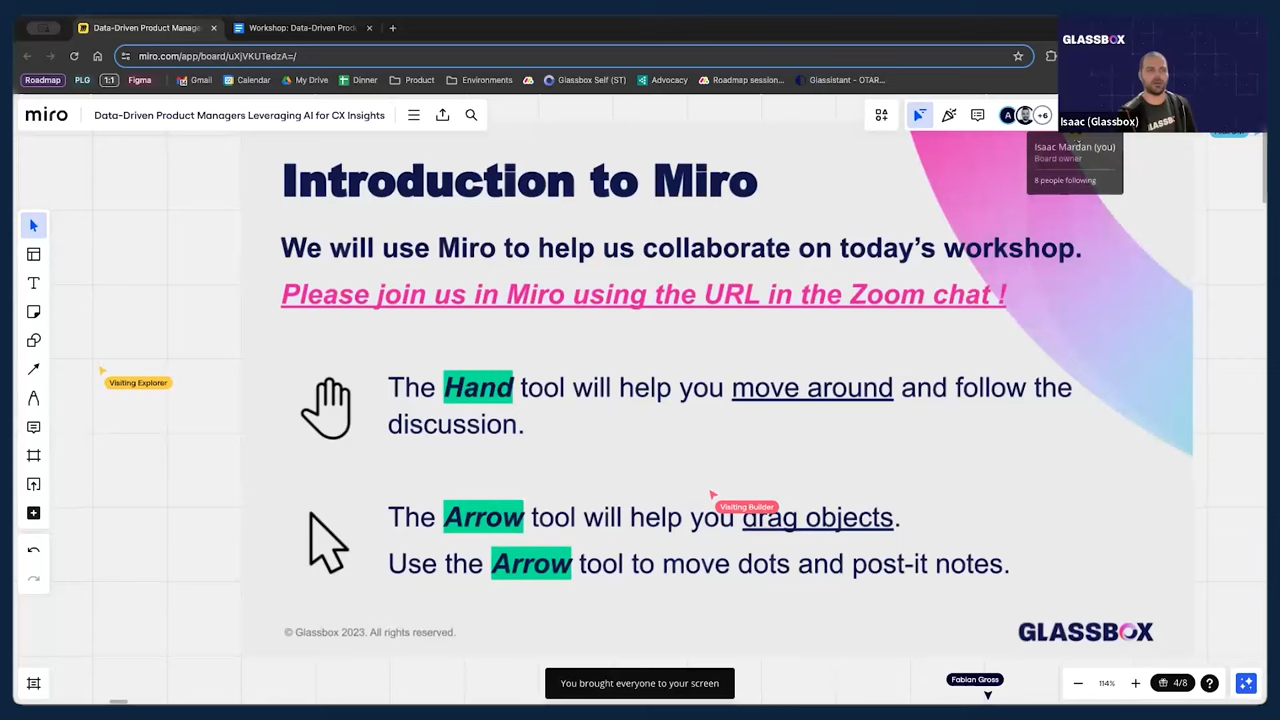 Data-Driven Product Manage
Workshop: Data-Driven Prod
miro.com/app/board/uXjVKUTedzA=/
Roadmap PLG 1:1 Figma Gmail Calendar My Drive Dinner Product Environments Glassbox Self (ST) Advocacy Roadmap session... Glassistant - OTAR...
GLASSBOX
GLASSBOX
Isaac (Glassbox)
miro Data-Driven Product Managers Leveraging AI for CX Insights
A +6
Isaac Mardan (you)
Board owner
8 people following
Introduction to Miro
We will use Miro to help us collaborate on today's workshop.
Please join us in Miro using the URL in the Zoom chat !
Visiting Explorer
The Hand tool will help you move around and follow the
discussion.
Visiting Builder
The Arrow tool will help you drag objects.
Use the Arrow tool to move dots and post-it notes.
© Glassbox 2023. All rights reserved.
GLASSBOX
You brought everyone to your screen
Fabian Gross
114%
4/8